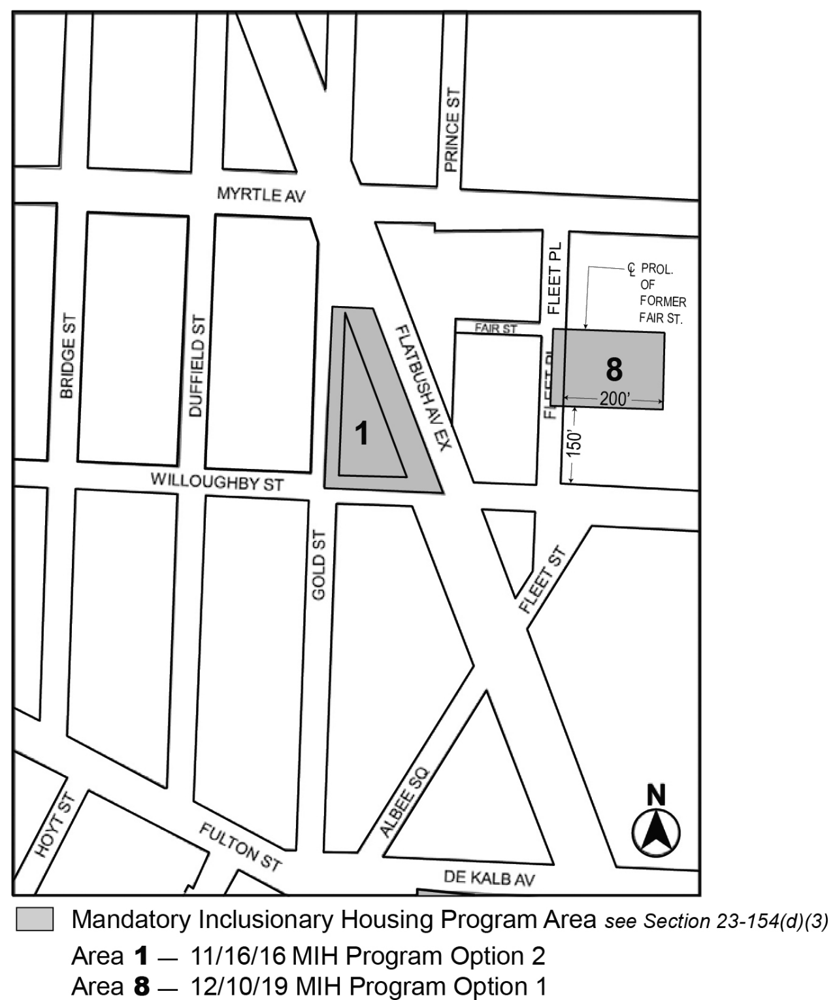 PRINCE ST
MYRTLE AV
FLEET PL
℄ PROL.
OF
FORMER
FAIR ST.
BRIDGE ST
DUFFIELD ST
FLATBUSH AV EX
FAIR ST
FLEET PL
8
200'
1
150'
WILLOUGHBY ST
GOLD ST
FLEET ST
ALBEE SQ
HOYT ST
FULTON ST
N
DE KALB AV
Mandatory Inclusionary Housing Program Area see Section 23-154(d)(3)
Area 1 — 11/16/16 MIH Program Option 2
Area 8 — 12/10/19 MIH Program Option 1